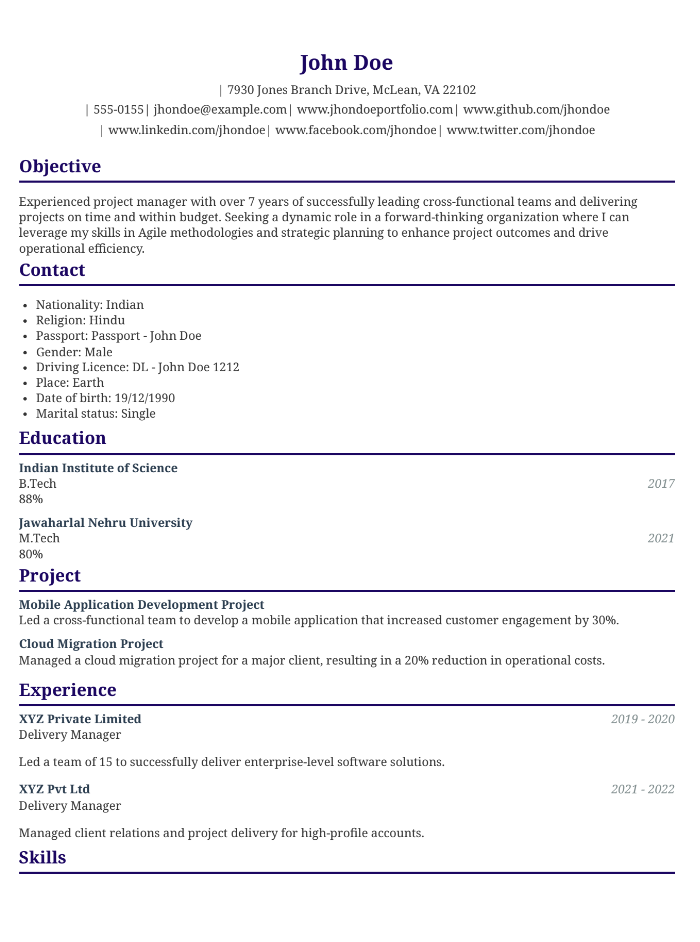 John Doe
| 7930 Jones Branch Drive, McLean, VA 22102
| 555-0155| jhondoe@example.com| www.jhondoeportfolio.com| www.github.com/jhondoe
| www.linkedin.com/jhondoe| www.facebook.com/jhondoe| www.twitter.com/jhondoe
Objective
Experienced project manager with over 7 years of successfully leading cross-functional teams and delivering
projects on time and within budget. Seeking a dynamic role in a forward-thinking organization where I can
leverage my skills in Agile methodologies and strategic planning to enhance project outcomes and drive
operational efficiency.
Contact
• Nationality: Indian
• Religion: Hindu
• Passport: Passport - John Doe
• Gender: Male
• Driving Licence: DL - John Doe 1212
• Place: Earth
• Date of birth: 19/12/1990
• Marital status: Single
Education
Indian Institute of Science
B.Tech 2017
88%
Jawaharlal Nehru University
M.Tech 2021
80%
Project
Mobile Application Development Project
Led a cross-functional team to develop a mobile application that increased customer engagement by 30%.
Cloud Migration Project
Managed a cloud migration project for a major client, resulting in a 20% reduction in operational costs.
Experience
XYZ Private Limited 2019 - 2020
Delivery Manager
Led a team of 15 to successfully deliver enterprise-level software solutions.
XYZ Pvt Ltd 2021 - 2022
Delivery Manager
Managed client relations and project delivery for high-profile accounts.
Skills